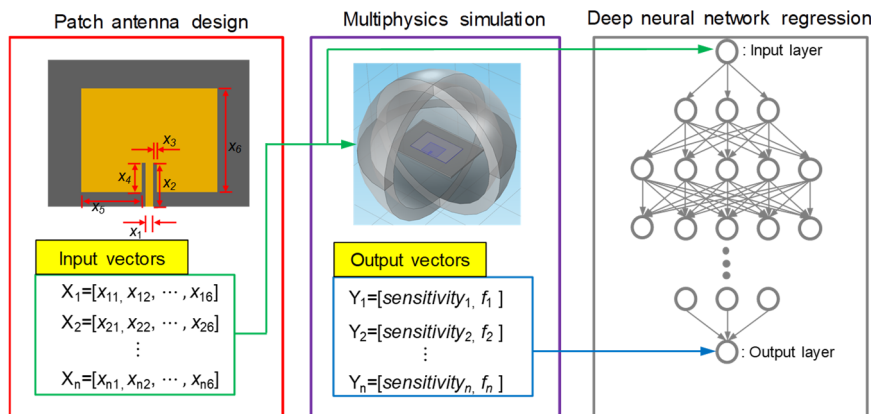 Patch antenna design
Multiphysics simulation
Deep neural network regression
x3
x6
x4
x2
x5
x1
Input vectors
X1=[x11, x12, ⋯ , x16]
X2=[x21, x22, ⋯ , x26]
⋮
Xn=[xn1, xn2, ⋯ , xn6]
Output vectors
Y1=[sensitivity1, f1 ]
Y2=[sensitivity2, f2 ]
⋮
Yn=[sensitivityn, fn ]
: Input layer
: Output layer